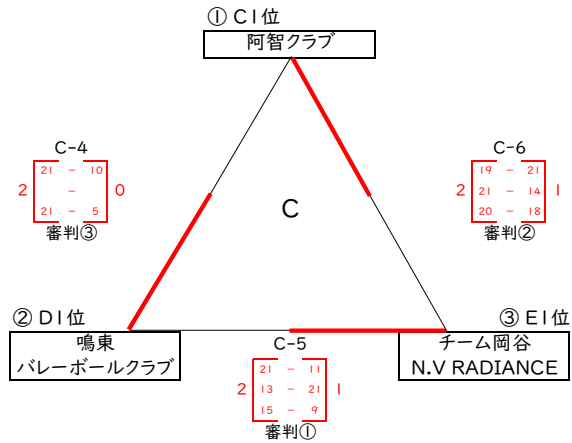 ① C1位
阿智クラブ
C-4
21 - 10
2 - 0
21 - 5
審判③
C-6
19 - 21
2 21 - 14 1
20 - 18
審判②
C
② D1位
鳴東
バレーボールクラブ
③ E1位
チーム岡谷
N.V RADIANCE
C-5
21 - 11
2 13 - 21 1
15 - 9
審判①